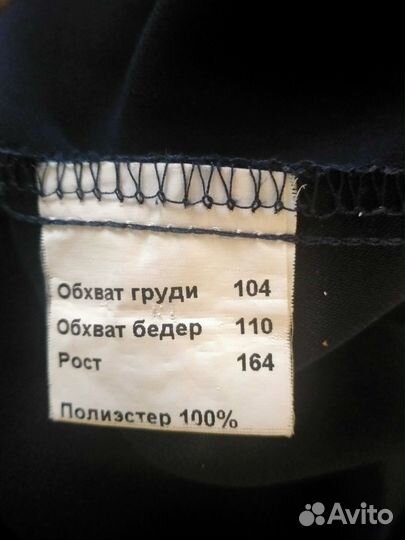 Обхват груди 104
Обхват бедер 110
Рост 164
Полиэстер 100%
Avito